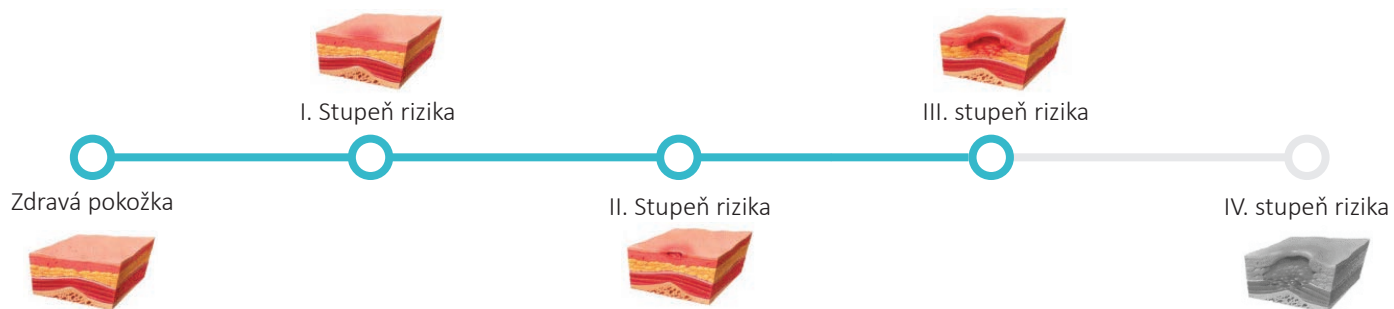 I. Stupeň rizika
III. stupeň rizika
Zdravá pokožka
II. Stupeň rizika
IV. stupeň rizika